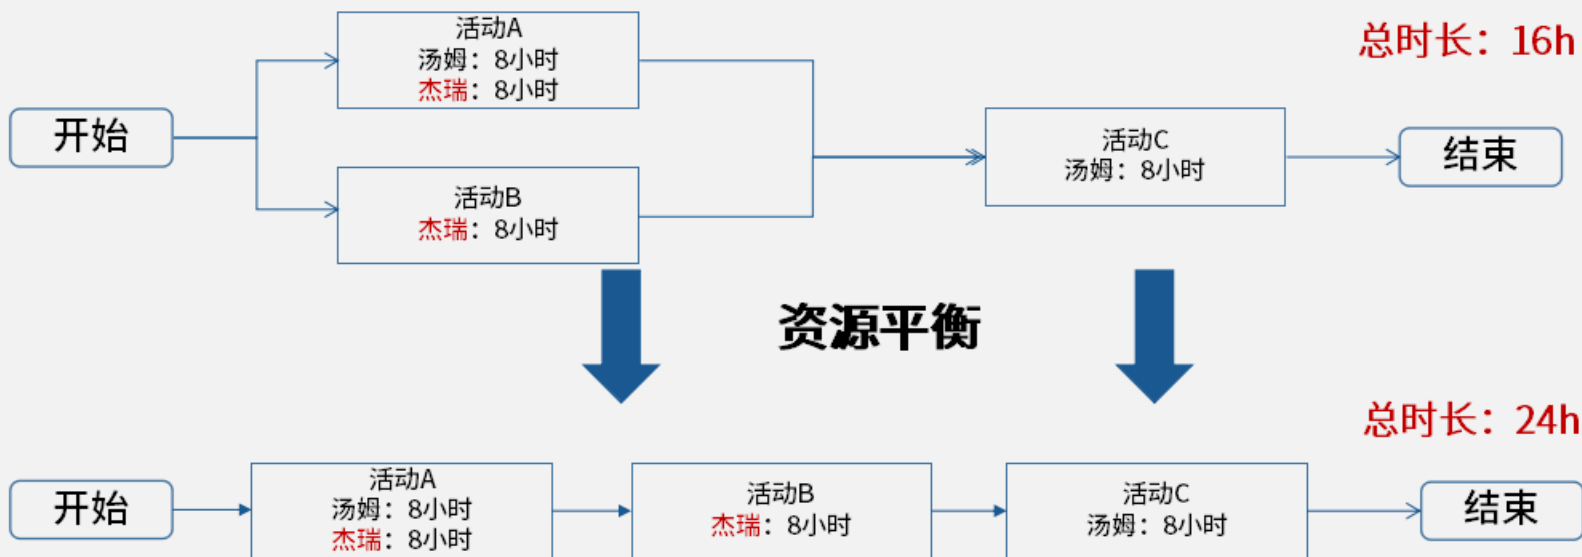 总时长：16h
活动A
汤姆：8小时
杰瑞：8小时
开始
活动B
杰瑞：8小时
活动C
汤姆：8小时
结束
资源平衡
总时长：24h
开始
活动A
汤姆：8小时
杰瑞：8小时
活动B
杰瑞：8小时
活动C
汤姆：8小时
结束